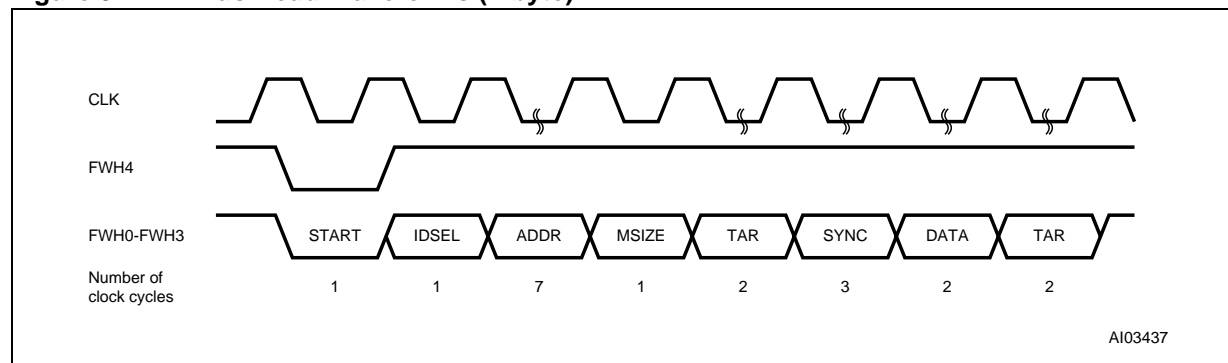 CLK
FWH4
FWH0-FWH3 START IDSEL ADDR MSIZE TAR SYNC DATA TAR
Number of
clock cycles 1 1 7 1 2 3 2 2
AI03437